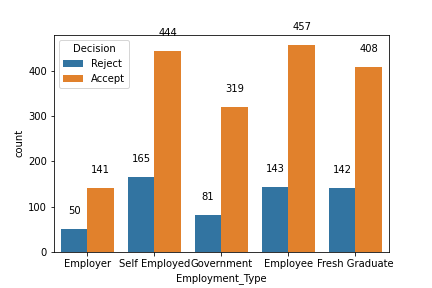 444
457
408
319
165
141
143
142
81
50
Decision
Reject
Accept
400
300
200
100
0
count
Employer Self Employed Government Employee Fresh Graduate
Employment_Type